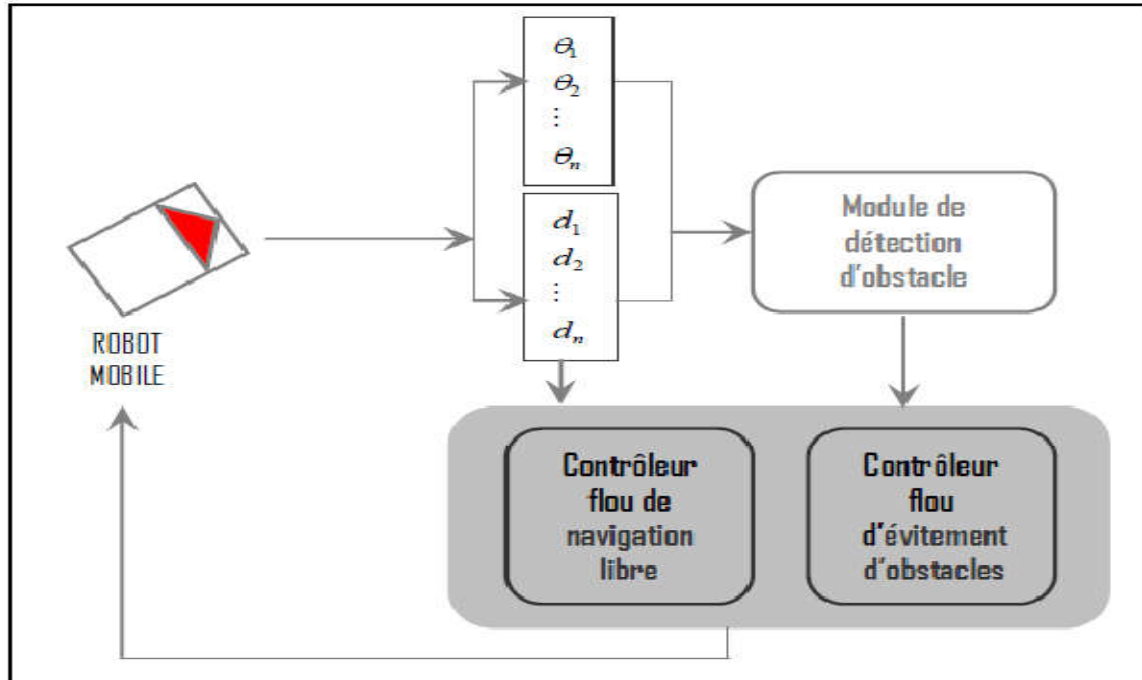 θ₁
θ₂
⋮
θₙ
d₁
d₂
⋮
dₙ
Module de
détection
d'obstacle
ROBOT
MOBILE
Contrôleur
flou de
navigation
libre
Contrôleur
flou
d'évitement
d'obstacles